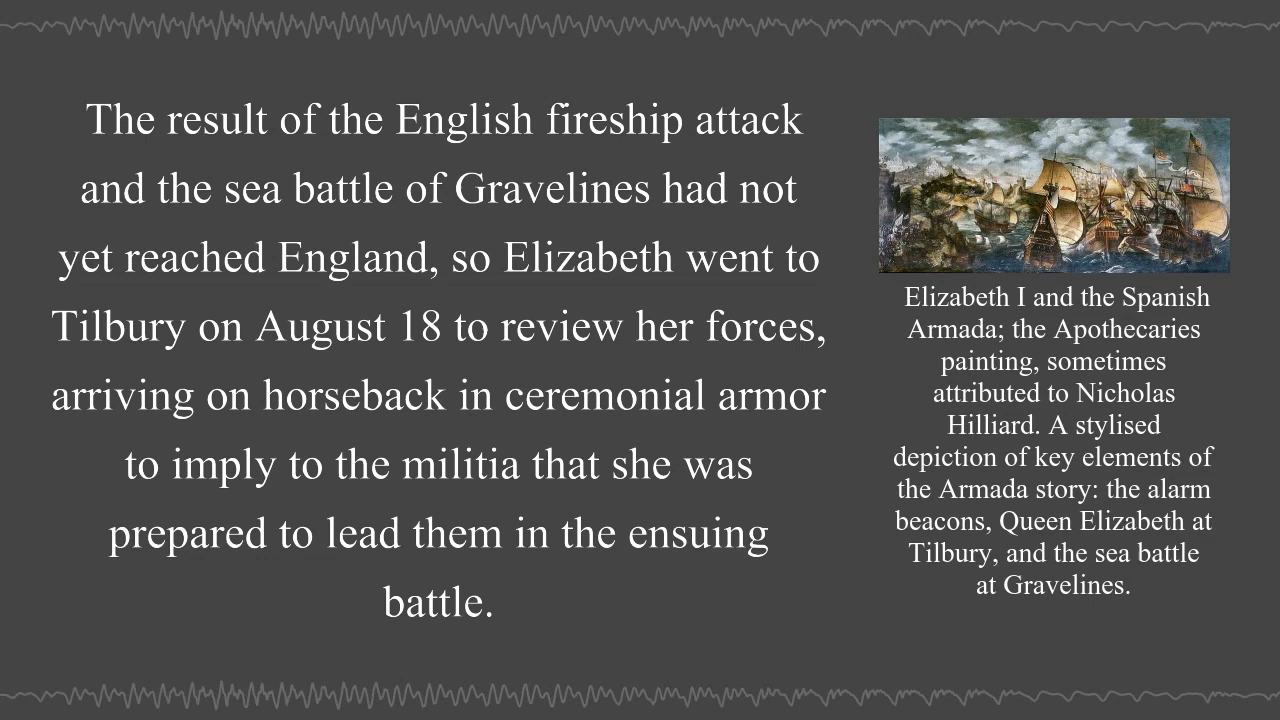 The result of the English fireship attack
and the sea battle of Gravelines had not
yet reached England, so Elizabeth went to
Tilbury on August 18 to review her forces,
arriving on horseback in ceremonial armor
to imply to the militia that she was
prepared to lead them in the ensuing
battle.
Elizabeth I and the Spanish
Armada; the Apothecaries
painting, sometimes
attributed to Nicholas
Hilliard. A stylised
depiction of key elements of
the Armada story: the alarm
beacons, Queen Elizabeth at
Tilbury, and the sea battle
at Gravelines.